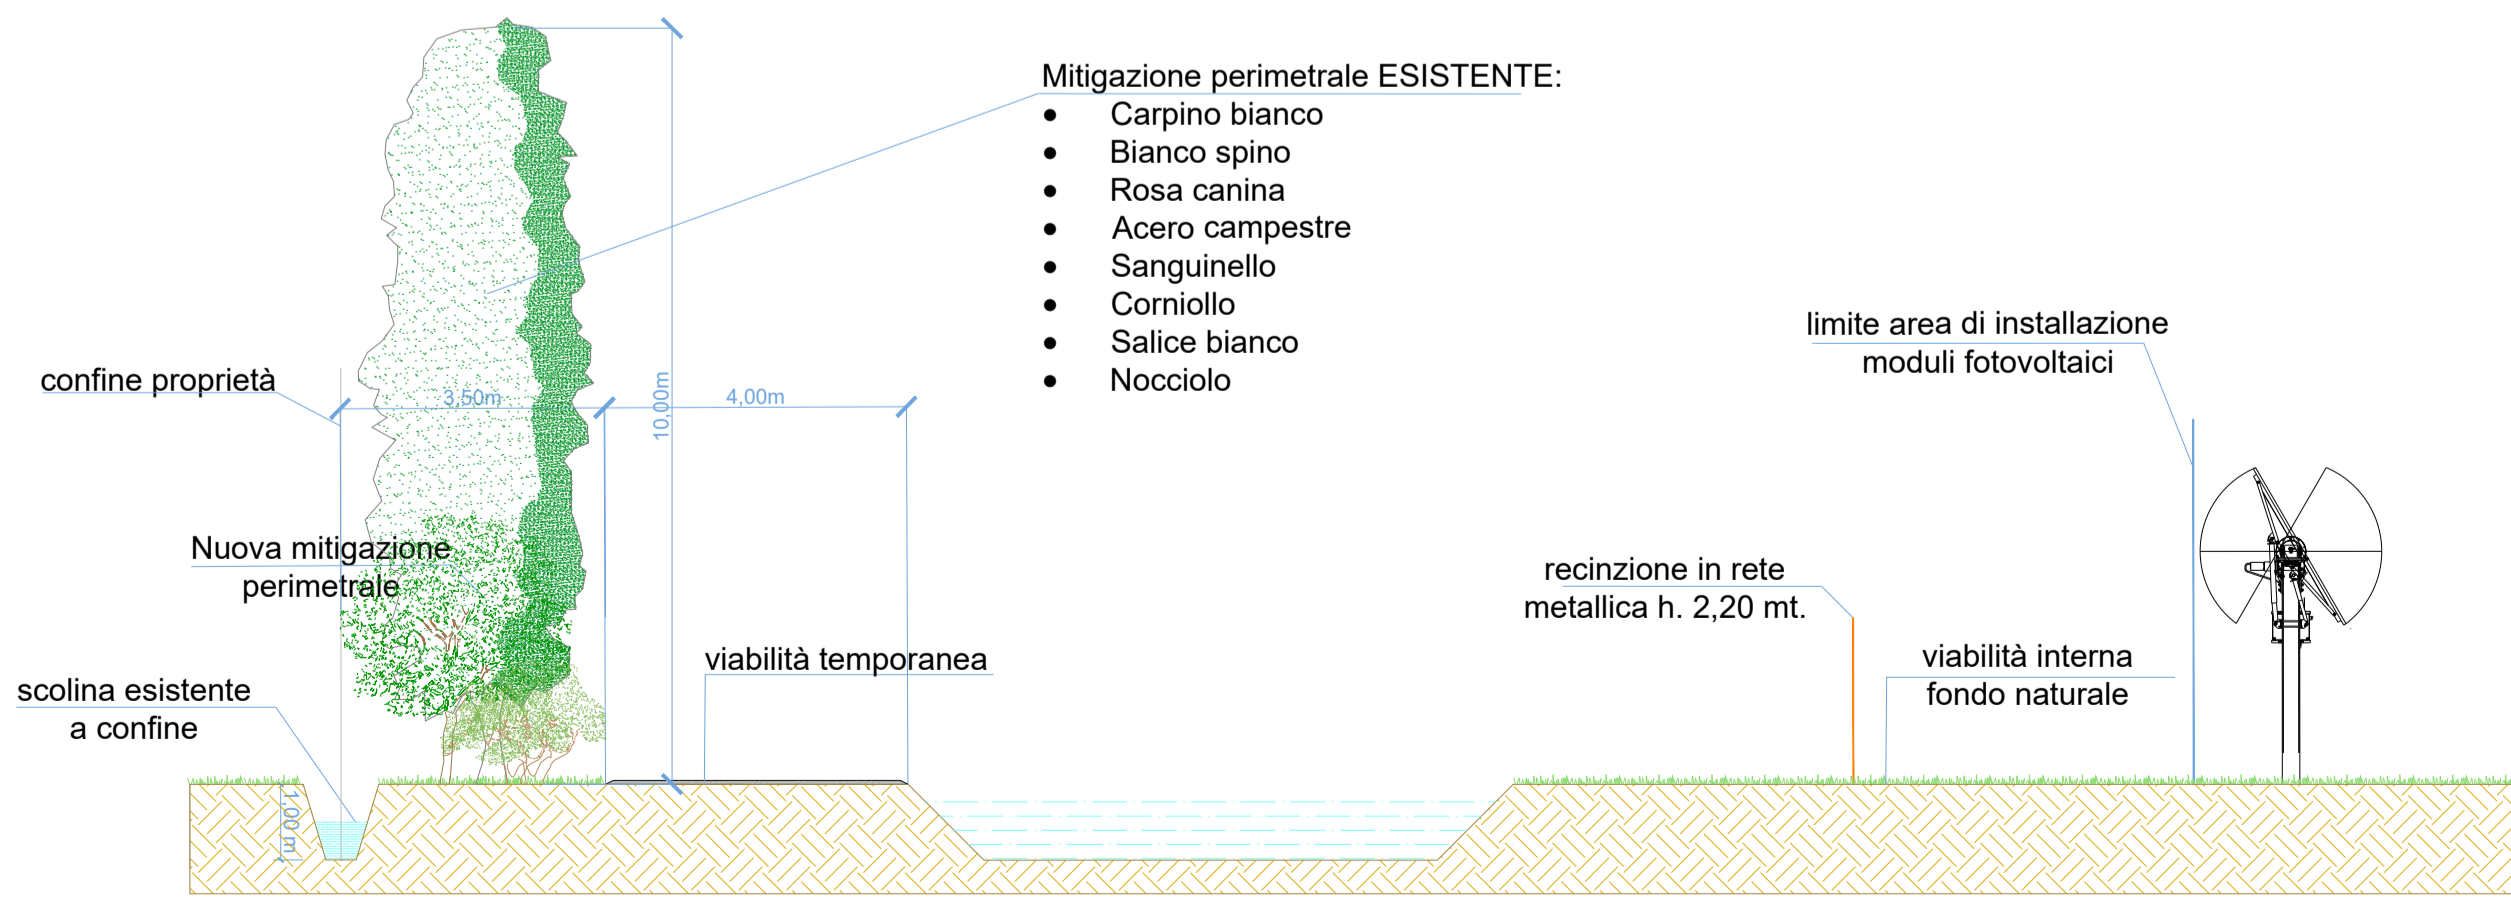 Mitigazione perimetrale ESISTENTE:
● Carpino bianco
● Bianco spino
● Rosa canina
● Acero campestre
● Sanguinello
● Corniollo
● Salice bianco
● Nocciolo
limite area di installazione
moduli fotovoltaici
confine proprietà
3,50m
10,00m
4,00m
Nuova mitigazione
perimetrale
recinzione in rete
metallica h. 2,20 mt.
viabilità temporanea
viabilità interna
fondo naturale
scolina esistente
a confine
1,00 m